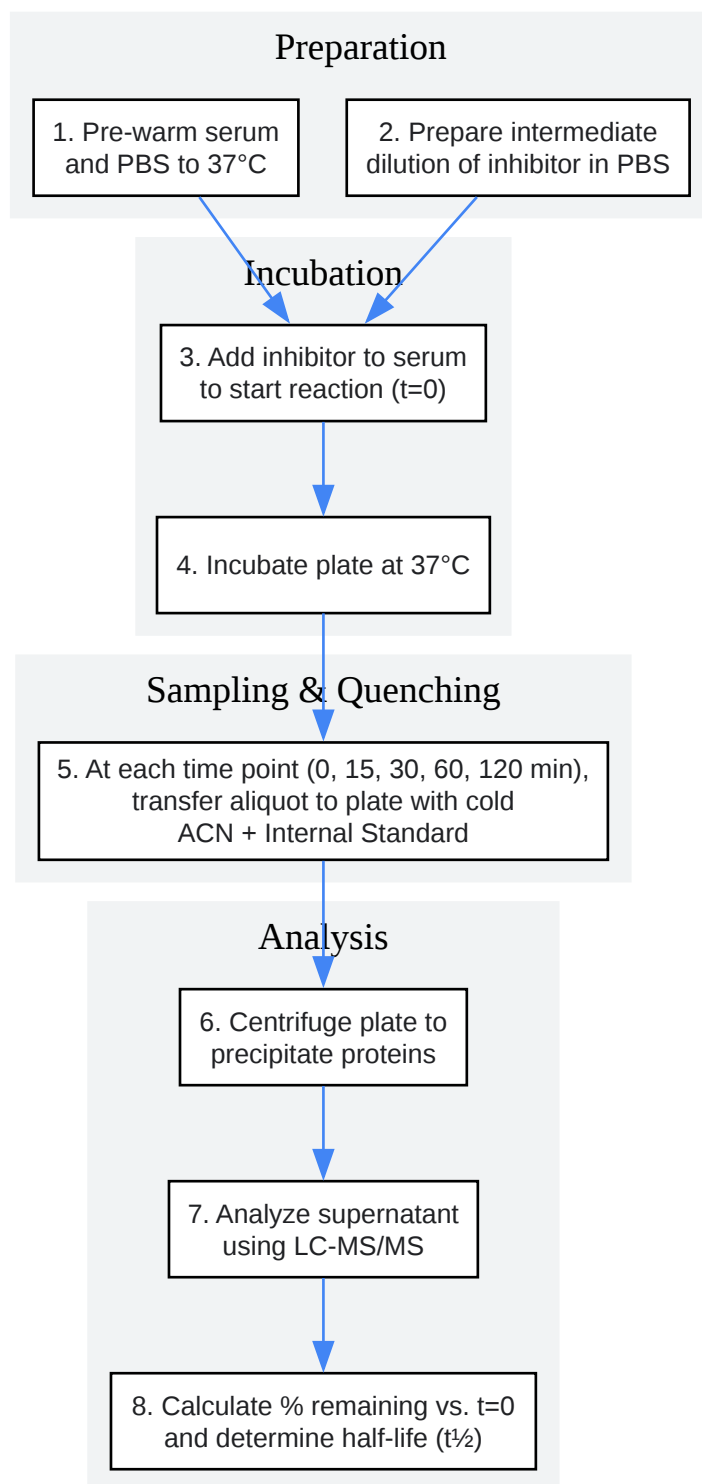 Preparation
1. Pre-warm serum
and PBS to 37°C
2. Prepare intermediate
dilution of inhibitor in PBS
Incubation
3. Add inhibitor to serum
to start reaction (t=0)
4. Incubate plate at 37°C
Sampling & Quenching
5. At each time point (0, 15, 30, 60, 120 min),
transfer aliquot to plate with cold
ACN + Internal Standard
Analysis
6. Centrifuge plate to
precipitate proteins
7. Analyze supernatant
using LC-MS/MS
8. Calculate % remaining vs. t=0
and determine half-life (t½)